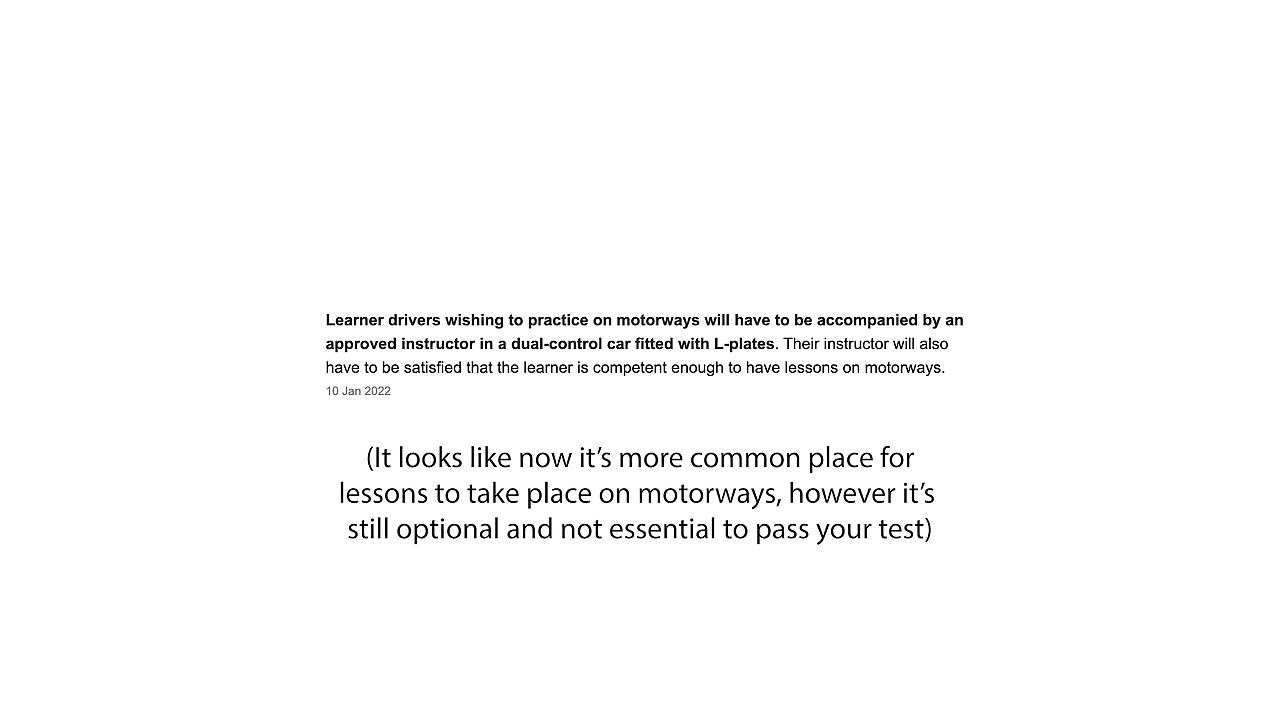 Learner drivers wishing to practice on motorways will have to be accompanied by an
approved instructor in a dual-control car fitted with L-plates. Their instructor will also
have to be satisfied that the learner is competent enough to have lessons on motorways.
10 Jan 2022
(It looks like now it’s more common place for
lessons to take place on motorways, however it’s
still optional and not essential to pass your test)